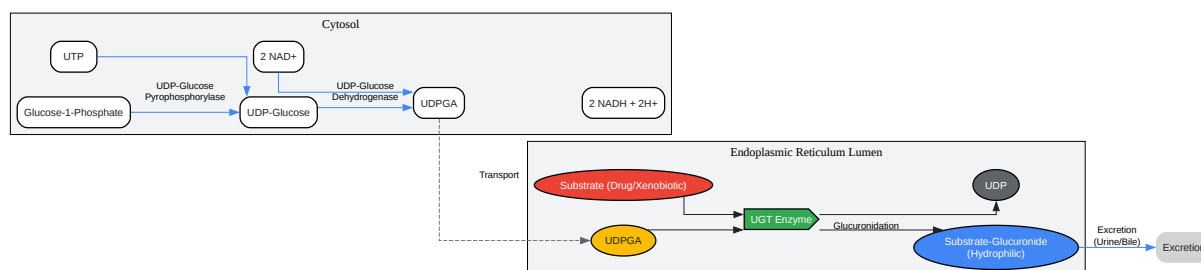 Cytosol
UTP
2 NAD+
UDP-Glucose
Pyrophosphorylase
UDP-Glucose
Dehydrogenase
Glucose-1-Phosphate
UDP-Glucose
UDPGA
2 NADH + 2H+
Transport
Endoplasmic Reticulum Lumen
Substrate (Drug/Xenobiotic)
UDP
UGT Enzyme
Glucuronidation
UDPGA
Substrate-Glucuronide
(Hydrophilic)
Excretion
(Urine/Bile)
Excretion